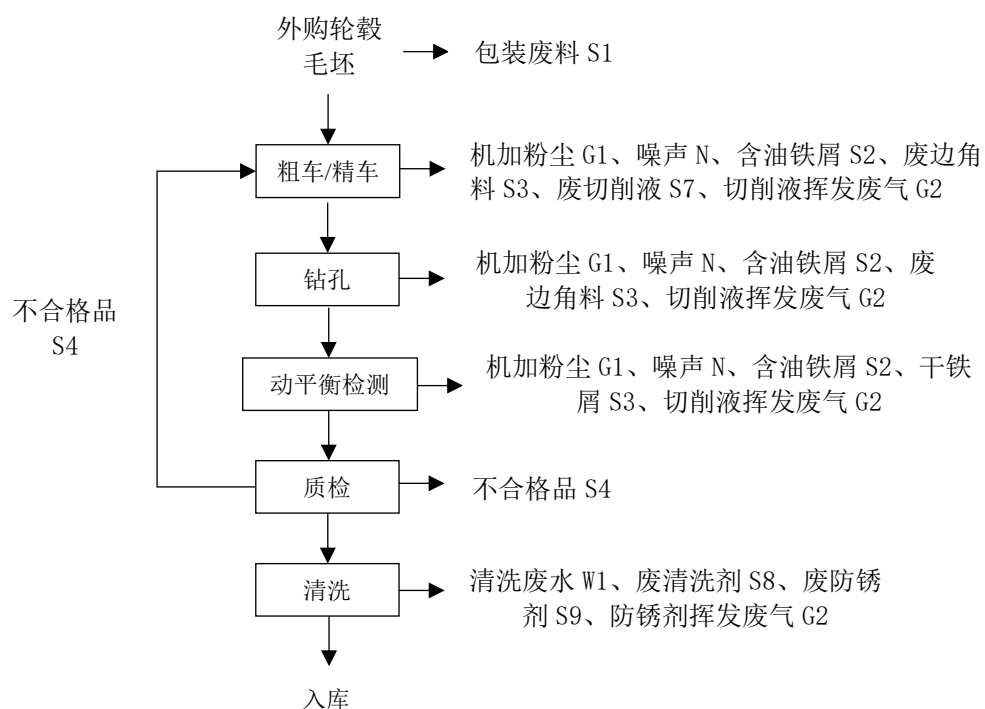 外购轮毂
毛坯
包装废料 S1
粗车/精车
机加粉尘 G1、噪声 N、含油铁屑 S2、废边角
料 S3、废切削液 S7、切削液挥发废气 G2
钻孔
机加粉尘 G1、噪声 N、含油铁屑 S2、废
边角料 S3、切削液挥发废气 G2
不合格品
S4
动平衡检测
机加粉尘 G1、噪声 N、含油铁屑 S2、干铁
屑 S3、切削液挥发废气 G2
质检
不合格品 S4
清洗
清洗废水 W1、废清洗剂 S8、废防锈
剂 S9、防锈剂挥发废气 G2
入库